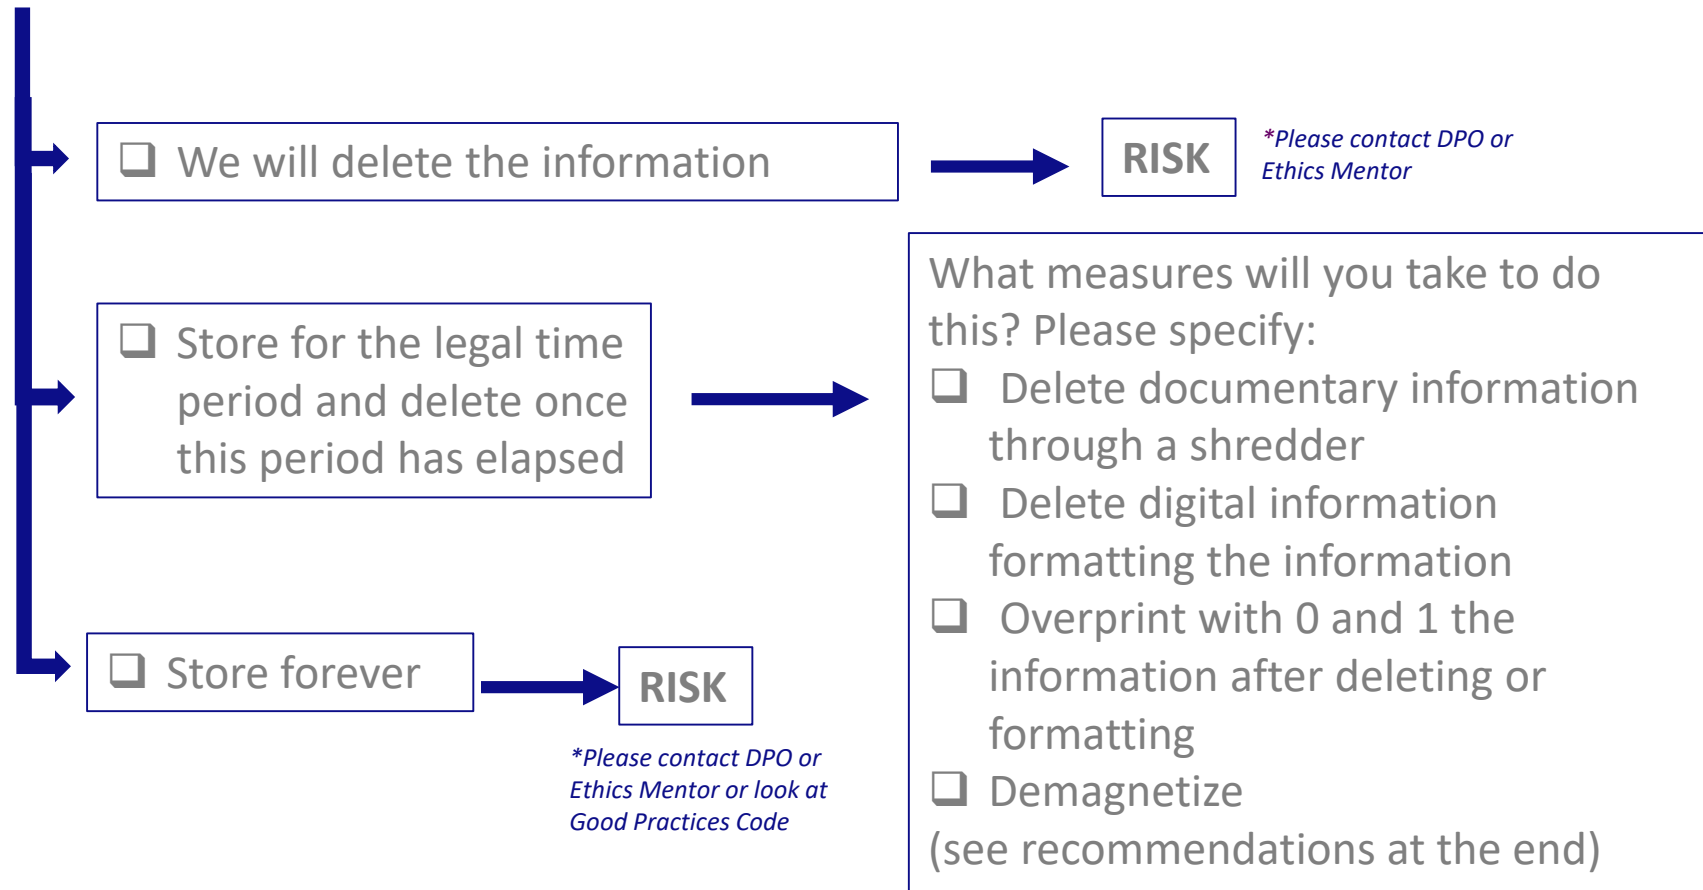 ❑ We will delete the information
RISK
*Please contact DPO or
Ethics Mentor
❑ Store for the legal time
period and delete once
this period has elapsed
What measures will you take to do
this? Please specify:
❑ Delete documentary information
through a shredder
❑ Delete digital information
formatting the information
❑ Overprint with 0 and 1 the
information after deleting or
formatting
❑ Demagnetize
(see recommendations at the end)
❑ Store forever
RISK
*Please contact DPO or
Ethics Mentor or look at
Good Practices Code